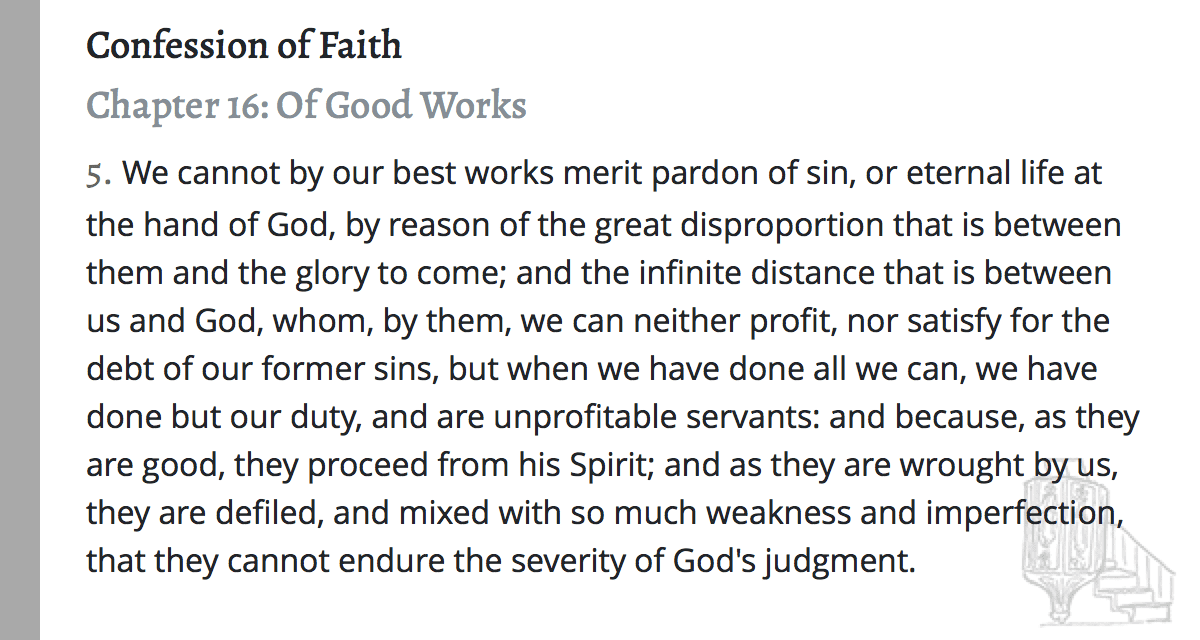 Confession of Faith
Chapter 16: Of Good Works
5. We cannot by our best works merit pardon of sin, or eternal life at
the hand of God, by reason of the great disproportion that is between
them and the glory to come; and the infinite distance that is between
us and God, whom, by them, we can neither profit, nor satisfy for the
debt of our former sins, but when we have done all we can, we have
done but our duty, and are unprofitable servants: and because, as they
are good, they proceed from his Spirit; and as they are wrought by us,
they are defiled, and mixed with so much weakness and imperfection,
that they cannot endure the severity of God's judgment.